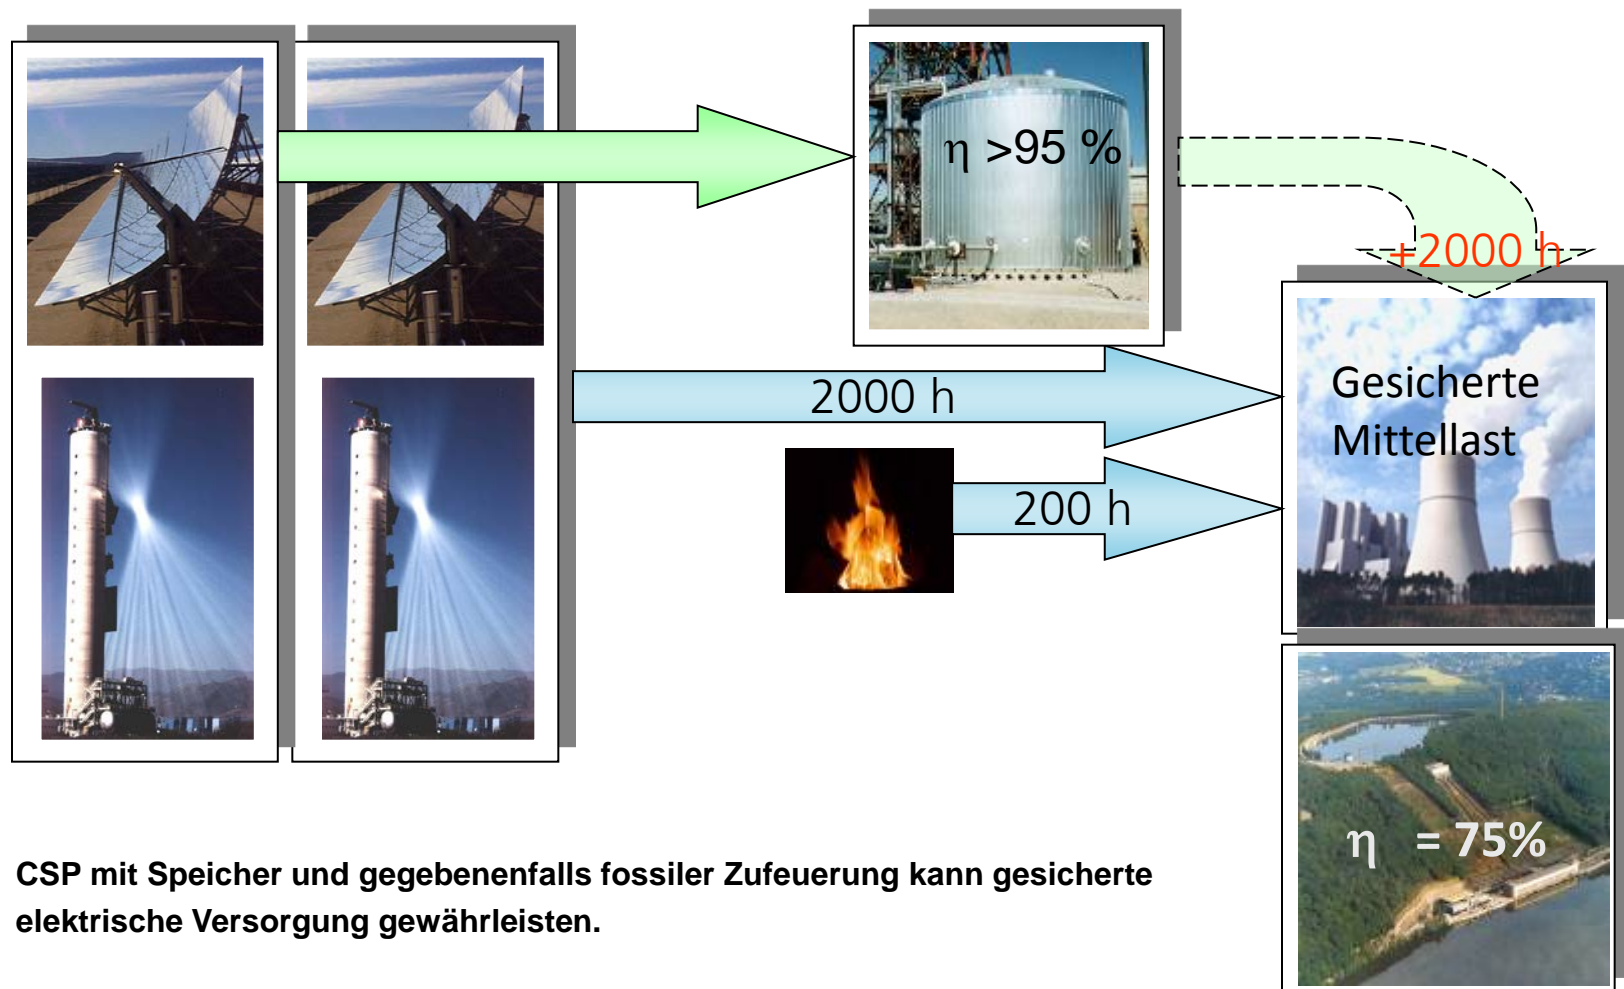 η >95 %
+2000 h
2000 h
Gesicherte
Mittellast
200 h
η = 75%
CSP mit Speicher und gegebenenfalls fossiler Zufeuerung kann gesicherte
elektrische Versorgung gewährleisten.